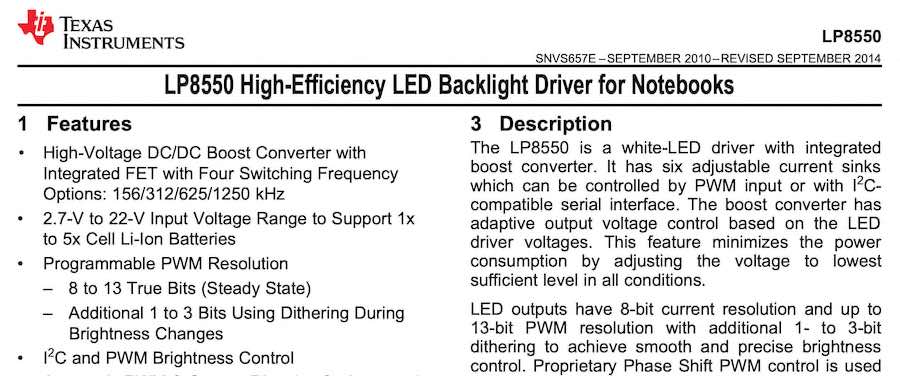 TEXAS
INSTRUMENTS
LP8550
SNVS657E – SEPTEMBER 2010 – REVISED SEPTEMBER 2014
LP8550 High-Efficiency LED Backlight Driver for Notebooks
1 Features
• High-Voltage DC/DC Boost Converter with
Integrated FET with Four Switching Frequency
Options: 156/312/625/1250 kHz
• 2.7-V to 22-V Input Voltage Range to Support 1x
to 5x Cell Li-Ion Batteries
• Programmable PWM Resolution
– 8 to 13 True Bits (Steady State)
– Additional 1 to 3 Bits Using Dithering During
Brightness Changes
• I²C and PWM Brightness Control
3 Description
The LP8550 is a white-LED driver with integrated
boost converter. It has six adjustable current sinks
which can be controlled by PWM input or with I²C-
compatible serial interface. The boost converter has
adaptive output voltage control based on the LED
driver voltages. This feature minimizes the power
consumption by adjusting the voltage to lowest
sufficient level in all conditions.
LED outputs have 8-bit current resolution and up to
13-bit PWM resolution with additional 1- to 3-bit
dithering to achieve smooth and precise brightness
control. Proprietary Phase Shift PWM control is used